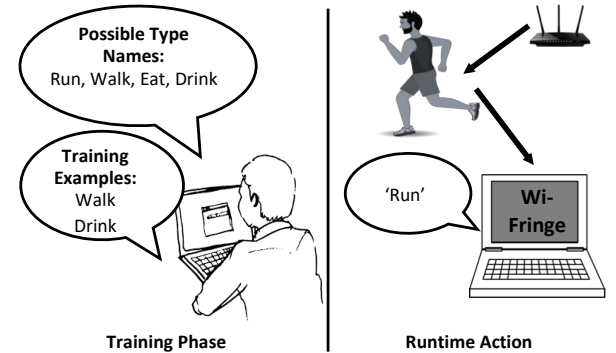 Possible Type
Names:
Run, Walk, Eat, Drink
Training
Examples:
Walk
Drink
Training Phase
‘Run’
Wi-
Fringe
Runtime Action